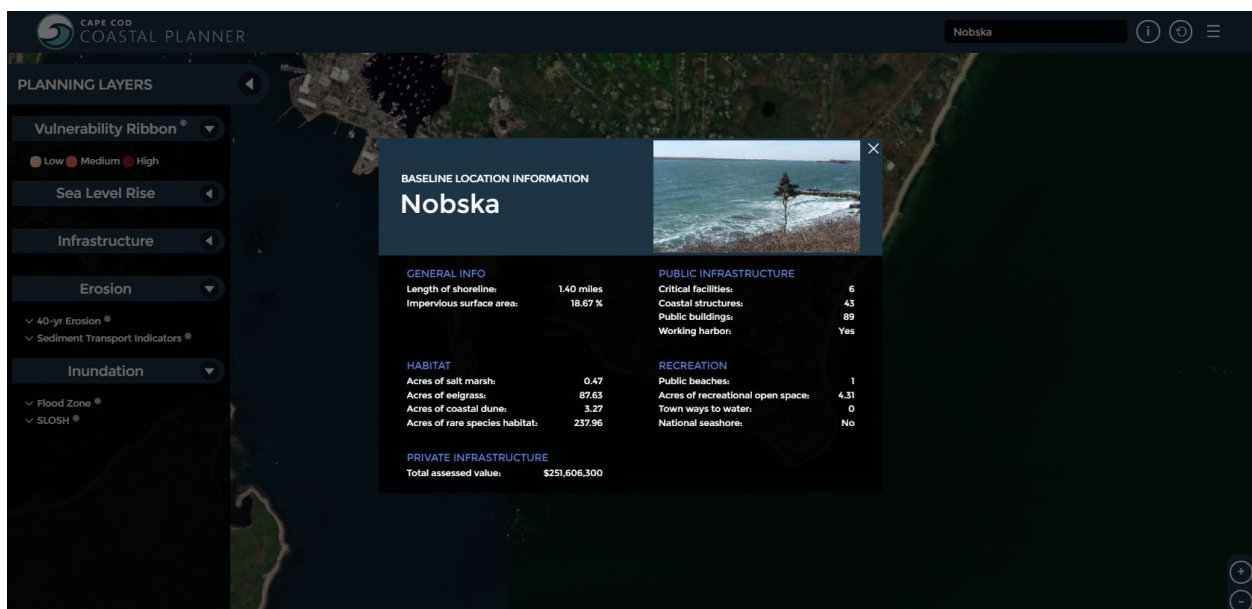 CAPE COD
COASTAL PLANNER
Nobska
PLANNING LAYERS
Vulnerability Ribbon
Low Medium High
Sea Level Rise
Infrastructure
Erosion
40-yr Erosion
Sediment Transport Indicators
Inundation
Flood Zone
SLOSH
BASELINE LOCATION INFORMATION
Nobska
GENERAL INFO
Length of shoreline: 1.40 miles
Impervious surface area: 18.67 %
PUBLIC INFRASTRUCTURE
Critical facilities: 6
Coastal structures: 43
Public buildings: 89
Working harbor: Yes
HABITAT
Acres of salt marsh: 0.47
Acres of eelgrass: 87.63
Acres of coastal dune: 3.27
Acres of rare species habitat: 237.96
RECREATION
Public beaches: 1
Acres of recreational open space: 4.31
Town ways to water: 0
National seashore: No
PRIVATE INFRASTRUCTURE
Total assessed value: $251,606,300